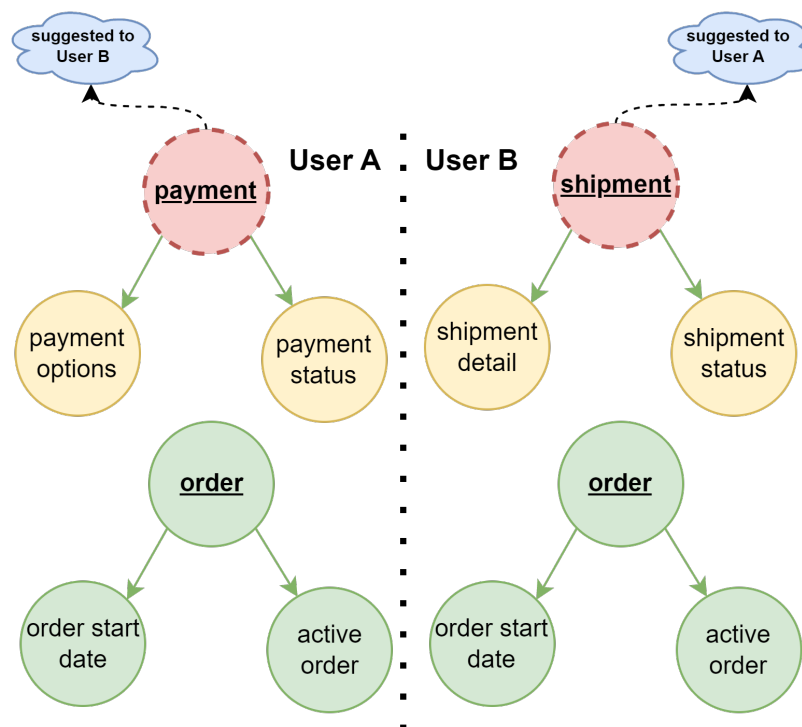 suggested to
User B
suggested to
User A
User A
User B
payment
shipment
payment
options
payment
status
shipment
detail
shipment
status
order
order
order start
date
active
order
order start
date
active
order